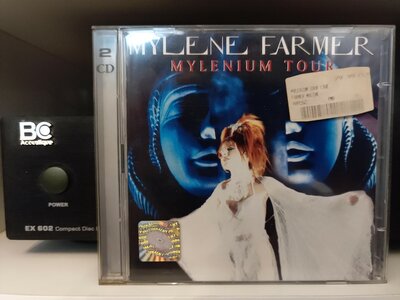 MYLENE FARMER
MYLENIUM TOUR
2
CD
BC
Acoustique
POWER
EX 602 Compact Disc